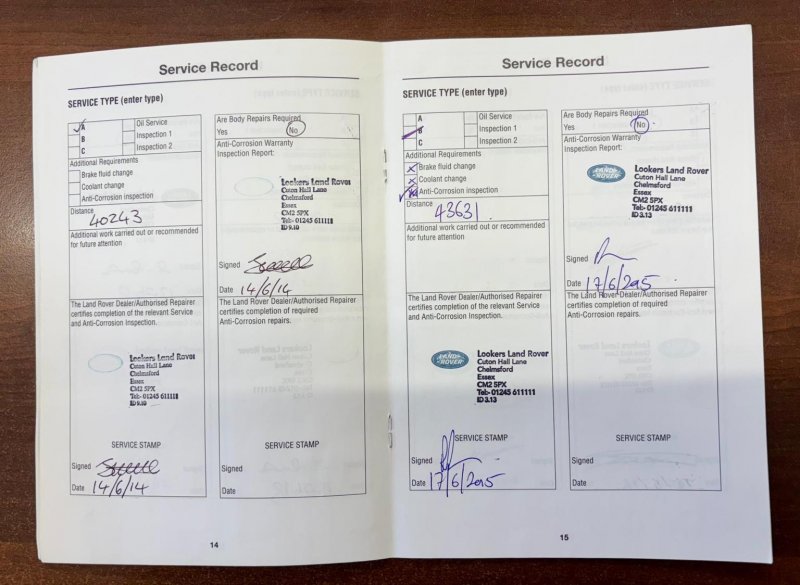 Service Record
SERVICE TYPE (enter type)
A
B
C
Oil Service
Inspection 1
Inspection 2
Additional Requirements
Brake fluid change
Coolant change
Anti-Corrosion inspection
Distance
40243
Additional work carried out or recommended
for future attention
Are Body Repairs Required
Yes No
Anti-Corrosion Warranty
Inspection Report:
Lookers Land Rover
Cuton Hall Lane
Chelmsford
Essex
CM2 5PX
Tel:- 01245 611111
ID 9.10
Signed
Date 14/6/14
The Land Rover Dealer/Authorised Repairer
certifies completion of the relevant Service
and Anti-Corrosion Inspection.
Lookers Land Rover
Cuton Hall Lane
Chelmsford
Essex
CM2 5PX
Tel:- 01245 611111
ID 9.10
SERVICE STAMP
Signed
Date 14/6/14
The Land Rover Dealer/Authorised Repairer
certifies completion of required
Anti-Corrosion repairs.
SERVICE STAMP
Signed
Date
14
Service Record
SERVICE TYPE (enter type)
A
B
C
Oil Service
Inspection 1
Inspection 2
Additional Requirements
Brake fluid change
Coolant change
Anti-Corrosion inspection
Distance
43631
Additional work carried out or recommended
for future attention
Are Body Repairs Required
Yes No
Anti-Corrosion Warranty
Inspection Report:
LAND ROVER
Lookers Land Rover
Cuton Hall Lane
Chelmsford
Essex
CM2 5PX
Tel:- 01245 611111
ID 3.13
Signed
Date 17/6/2015
The Land Rover Dealer/Authorised Repairer
certifies completion of the relevant Service
and Anti-Corrosion Inspection.
LAND ROVER
Lookers Land Rover
Cuton Hall Lane
Chelmsford
Essex
CM2 5PX
Tel:- 01245 611111
ID 3.13
SERVICE STAMP
Signed
Date 17/6/2015
The Land Rover Dealer/Authorised Repairer
certifies completion of required
Anti-Corrosion repairs.
SERVICE STAMP
Signed
Date
15